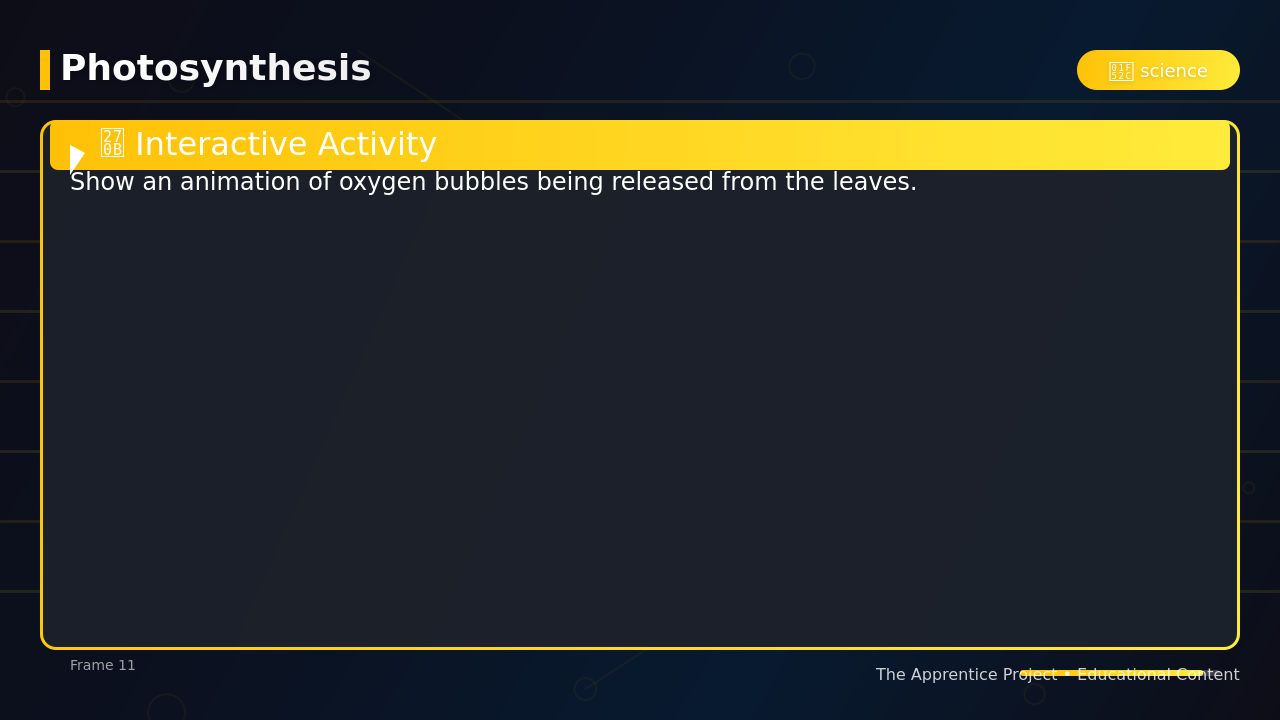 Photosynthesis
science
Interactive Activity
Show an animation of oxygen bubbles being released from the leaves.
Frame 11
The Apprentice Project • Educational Content